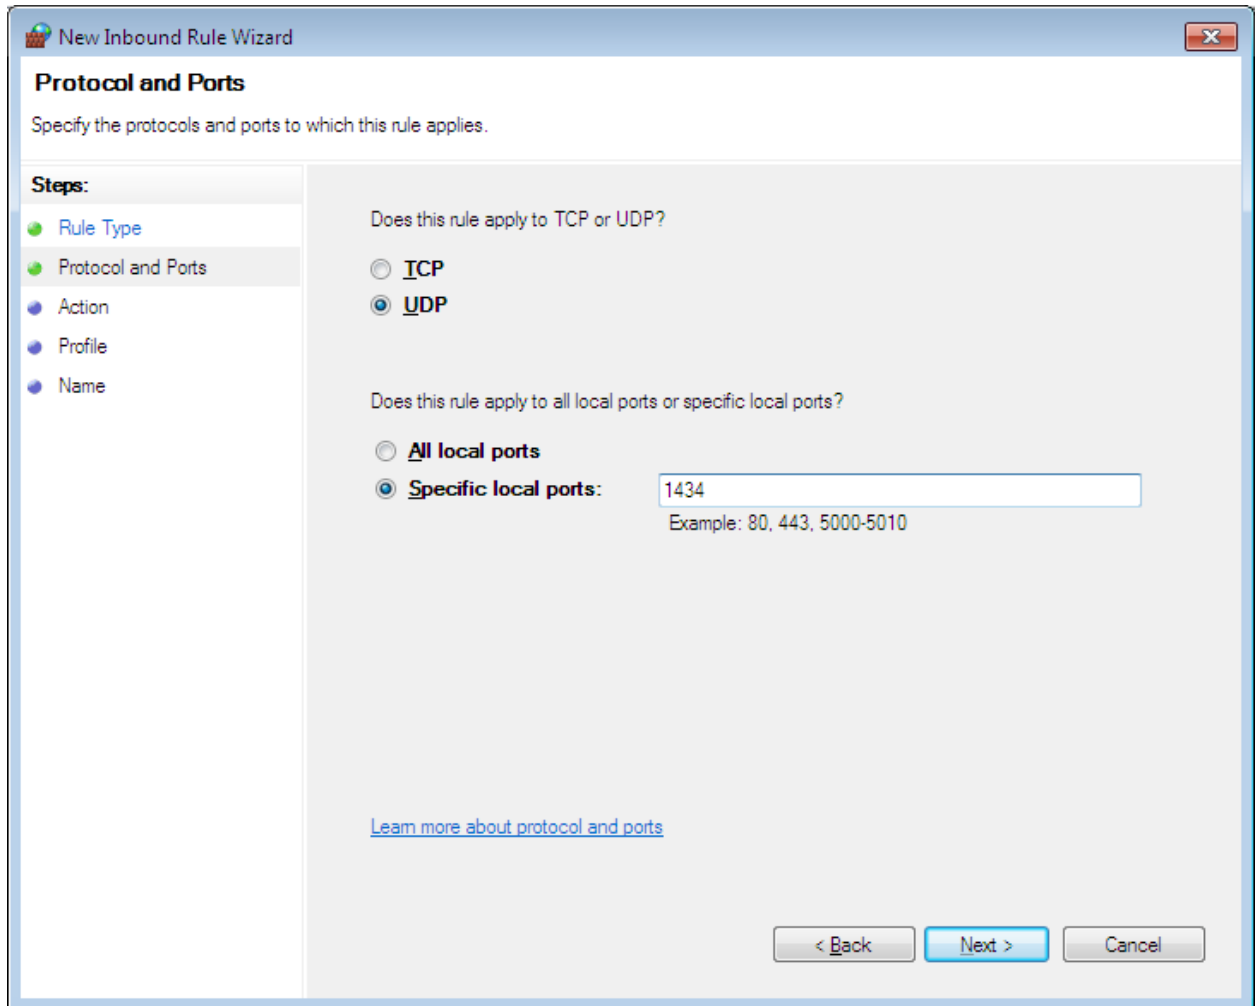 New Inbound Rule Wizard
Protocol and Ports
Specify the protocols and ports to which this rule applies.
Steps:
Rule Type
Protocol and Ports
Action
Profile
Name
Does this rule apply to TCP or UDP?
TCP
UDP
Does this rule apply to all local ports or specific local ports?
All local ports
Specific local ports: 1434
Example: 80, 443, 5000-5010
Learn more about protocol and ports
< Back Next > Cancel